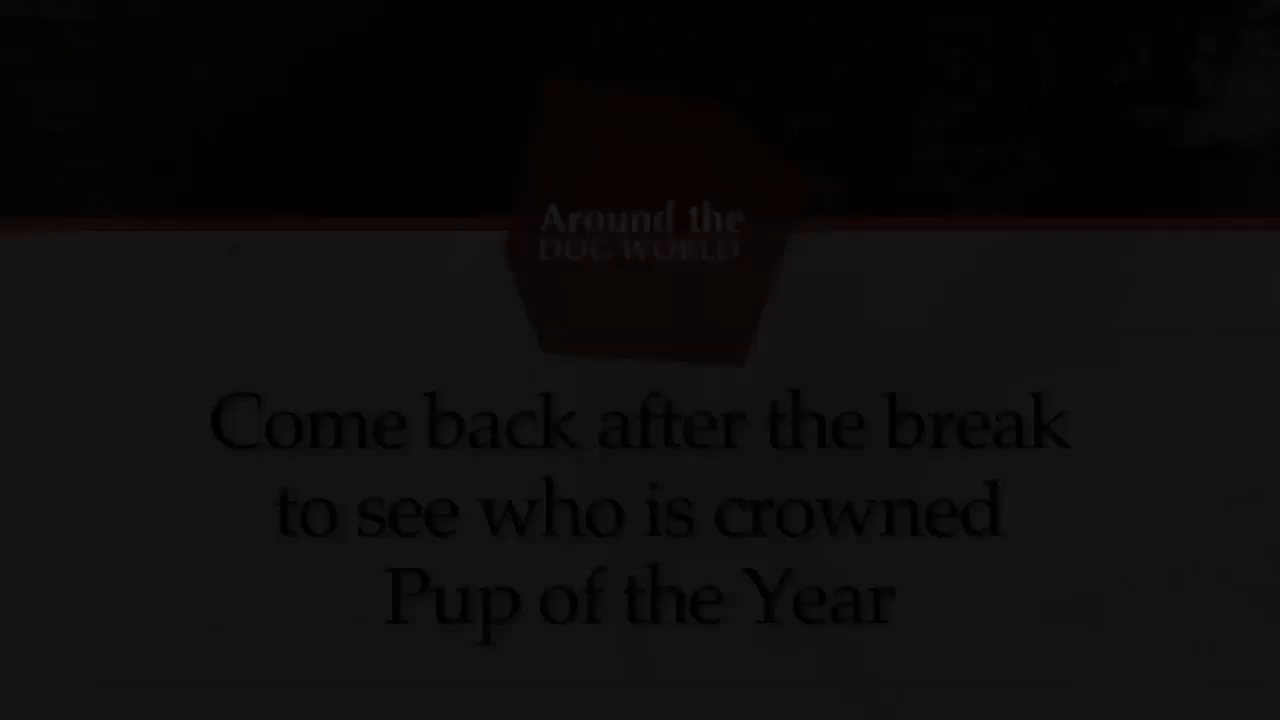 Around the
DOG WORLD
Come back after the break
to see who is crowned
Pup of the Year